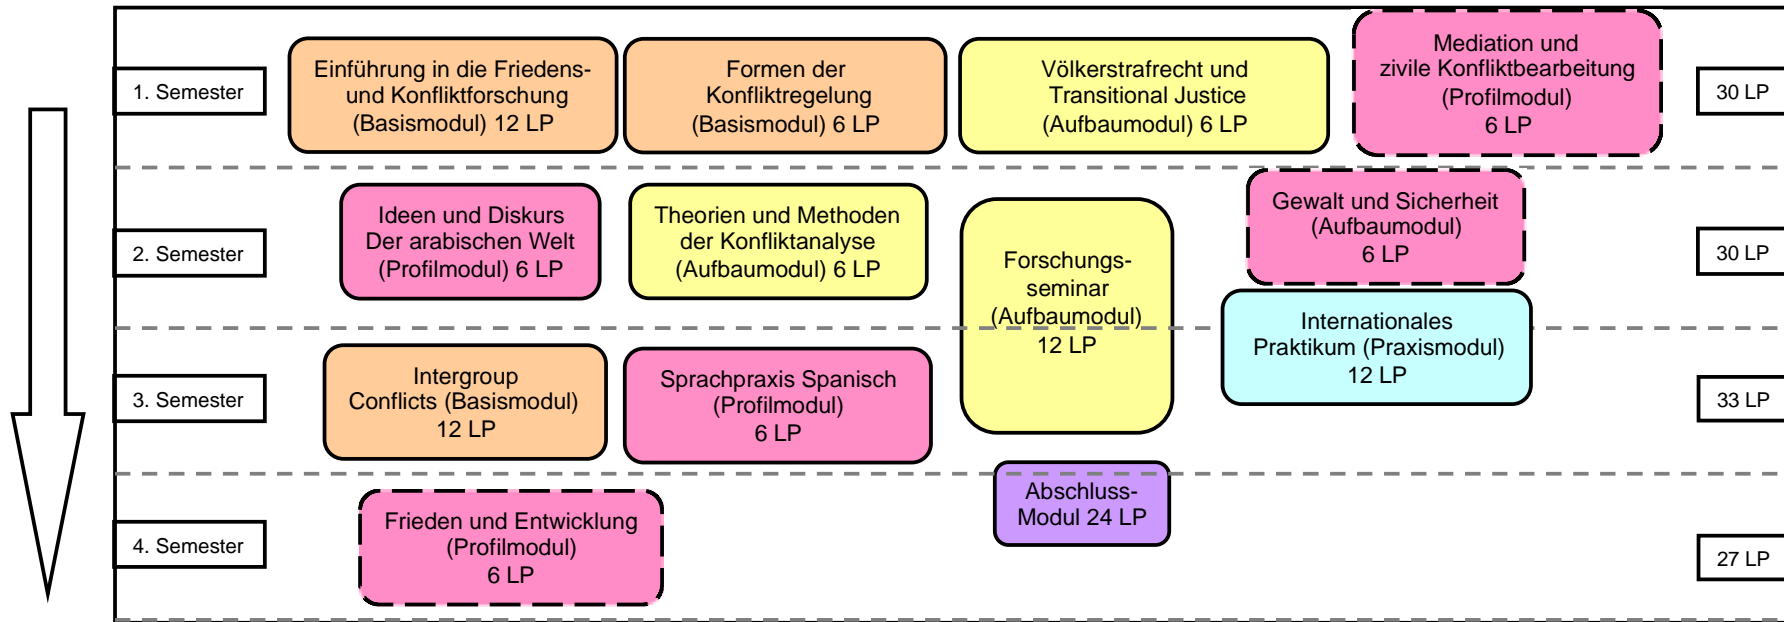 1. Semester
Einführung in die Friedens-
und Konfliktforschung
(Basismodul) 12 LP
Formen der
Konfliktregelung
(Basismodul) 6 LP
Völkerstrafrecht und
Transitional Justice
(Aufbaumodul) 6 LP
Mediation und
zivile Konfliktbearbeitung
(Profilmodul)
6 LP
30 LP
2. Semester
Ideen und Diskurs
Der arabischen Welt
(Profilmodul) 6 LP
Theorien und Methoden
der Konfliktanalyse
(Aufbaumodul) 6 LP
Forschungs-
seminar
(Aufbaumodul)
12 LP
Gewalt und Sicherheit
(Aufbaumodul)
6 LP
30 LP
Internationales
Praktikum (Praxismodul)
12 LP
3. Semester
Intergroup
Conflicts (Basismodul)
12 LP
Sprachpraxis Spanisch
(Profilmodul)
6 LP
33 LP
4. Semester
Frieden und Entwicklung
(Profilmodul)
6 LP
Abschluss-
Modul 24 LP
27 LP